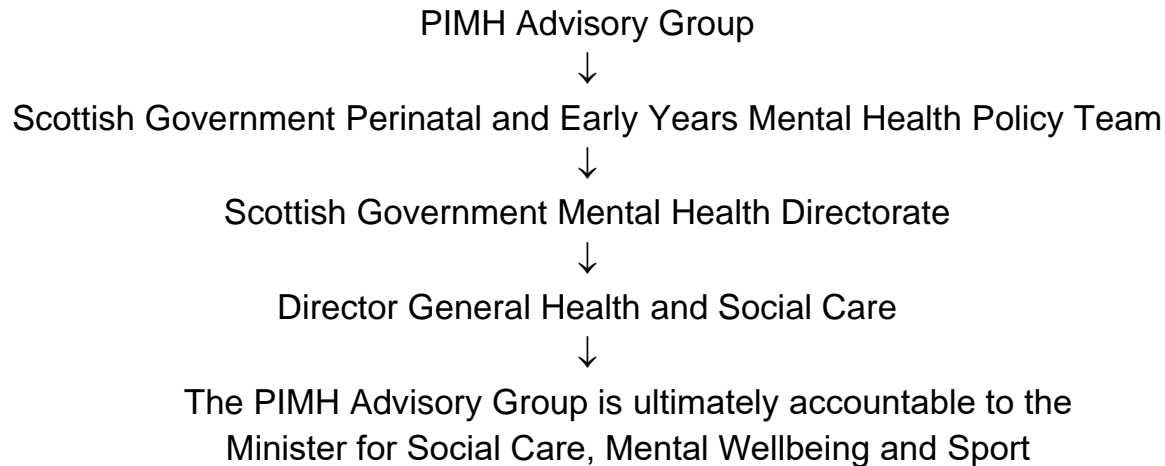 PIMH Advisory Group
↓
Scottish Government Perinatal and Early Years Mental Health Policy Team
↓
Scottish Government Mental Health Directorate
↓
Director General Health and Social Care
↓
The PIMH Advisory Group is ultimately accountable to the
Minister for Social Care, Mental Wellbeing and Sport